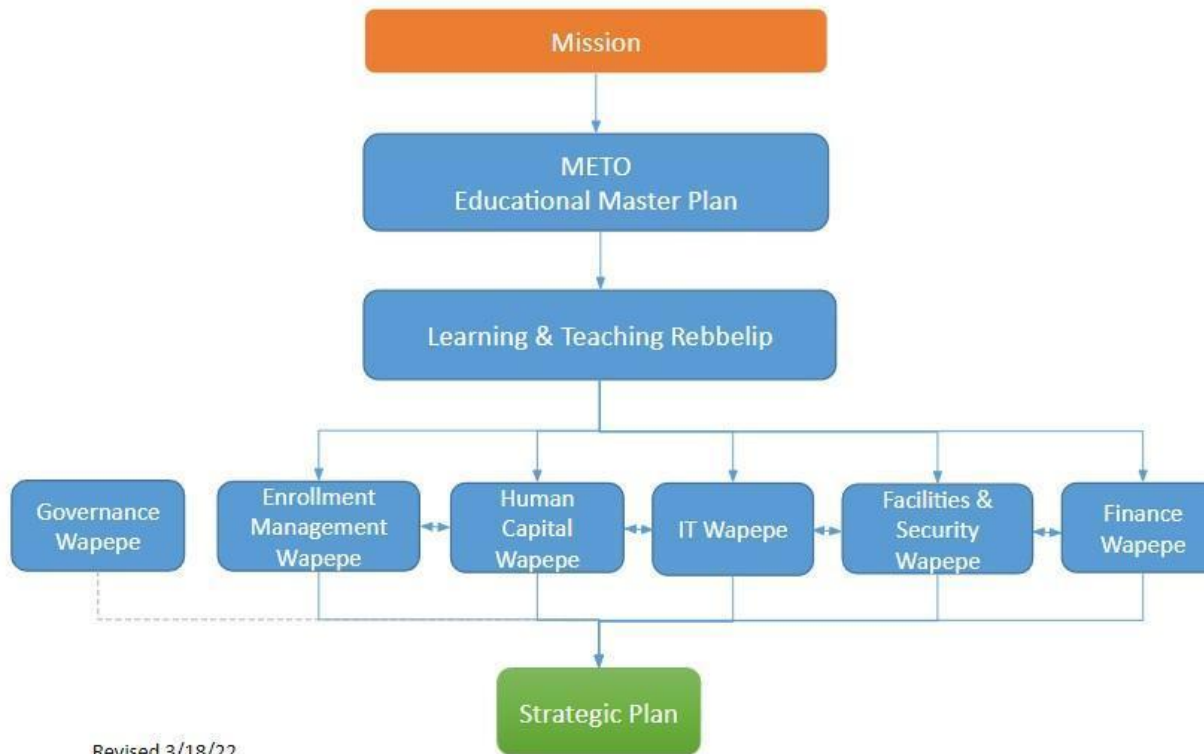 Mission
METO
Educational Master Plan
Learning & Teaching Rebbelip
Governance
Wapepe
Enrollment
Management
Wapepe
Human
Capital
Wapepe
IT Wapepe
Facilities &
Security
Wapepe
Finance
Wapepe
Strategic Plan
Revised 3/18/22